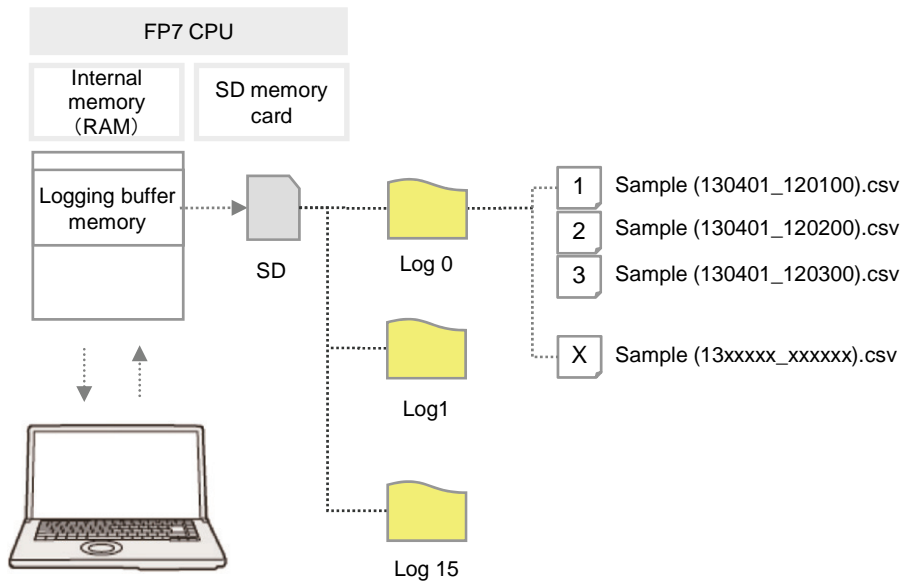 FP7 CPU
Internal
memory
（RAM）
SD memory
card
Logging buffer
memory
SD
Log 0
Log1
Log 15
1 Sample (130401_120100).csv
2 Sample (130401_120200).csv
3 Sample (130401_120300).csv
X Sample (13xxxxx_xxxxxx).csv